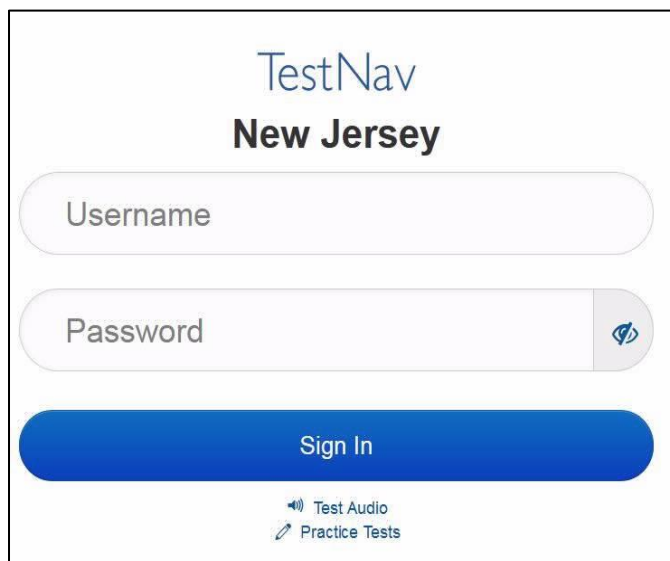 TestNav
New Jersey
Username
Password
Sign In
Test Audio
Practice Tests